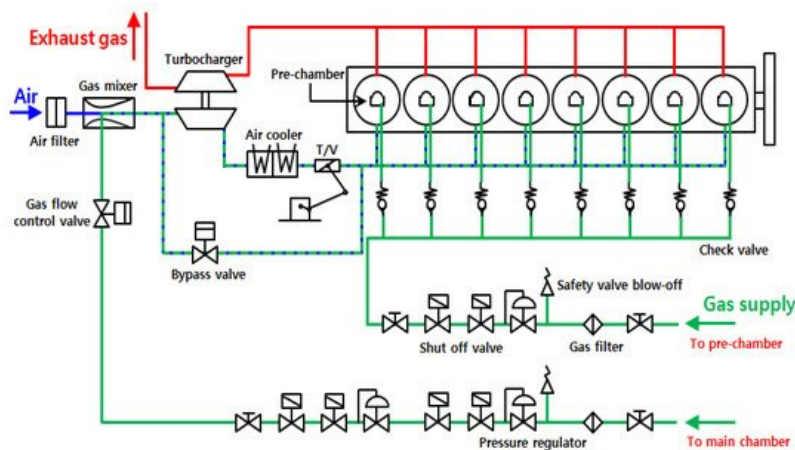 Exhaust gas
Turbocharger
Pre-chamber
Gas mixer
Air
Air filter
Air cooler
T/V
Gas flow
control valve
Bypass valve
Check valve
Safety valve blow-off
Gas supply
Shut off valve
Gas filter
To pre-chamber
Pressure regulator
To main chamber